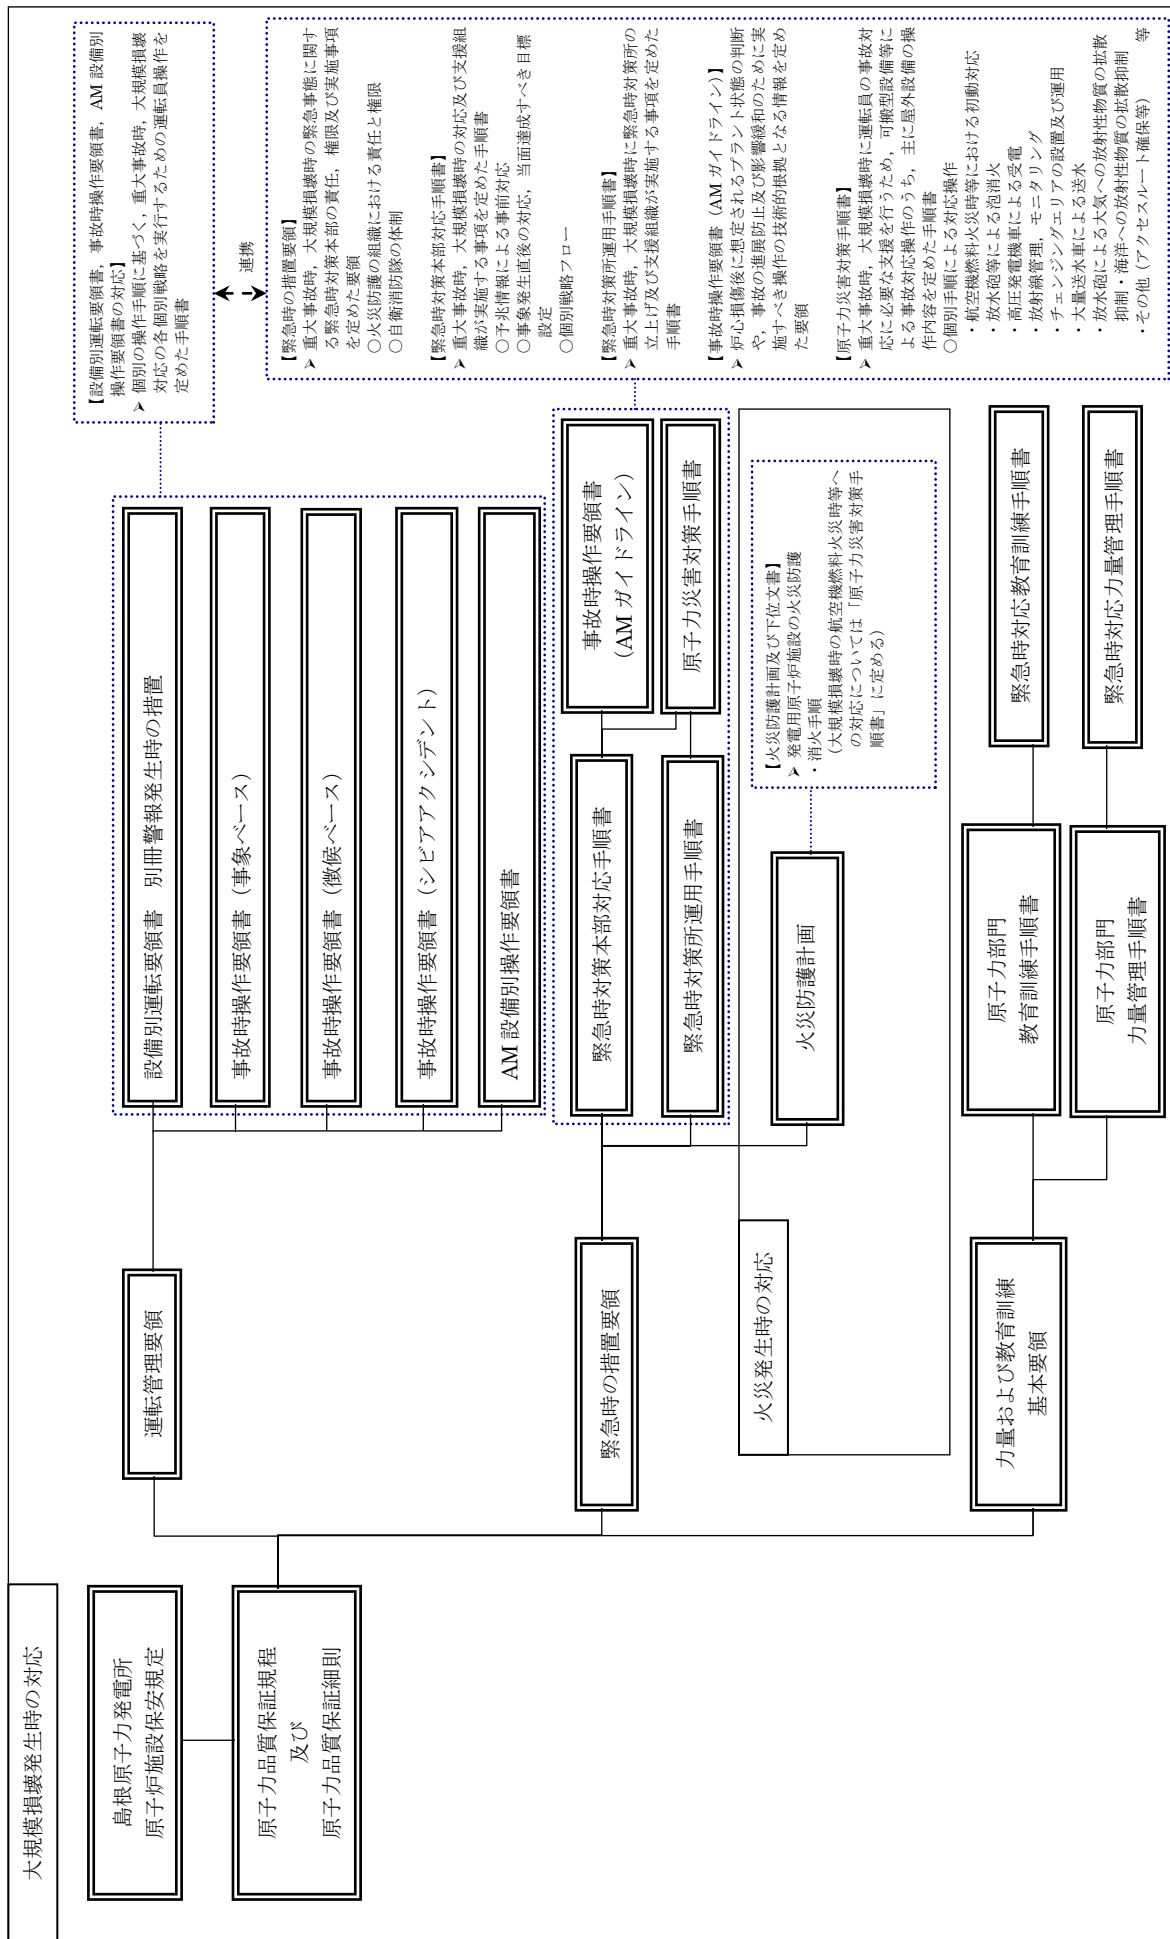 大規模損壊発生時の対応
島根原子力発電所
原子炉施設保安規定
原子力品質保証規程
及び
原子力品質保証細則
運転管理要領
緊急時の措置要領
火災発生時の対応
力量および教育訓練
基本要領
設備別運転要領書　別冊警報発生時の措置
事故時操作要領書（事象ベース）
事故時操作要領書（徴候ベース）
事故時操作要領書（シビアアクシデント）
AM 設備別操作要領書
緊急時対策本部対応手順書
緊急時対策所運用手順書
火災防護計画
原子力部門
教育訓練手順書
原子力部門
力量管理手順書
事故時操作要領書
（AM ガイドライン）
原子力災害対策手順書
【火災防護計画及び下位文書】
➤ 発電用原子炉施設の火災防護
・消火手順
（大規模損壊時の航空機燃料火災時等へ
の対応については「原子力災害対策手
順書」に定める）
緊急時対応教育訓練手順書
緊急時対応力量管理手順書
【設備別運転要領書，事故時操作要領書，AM 設備別
操作要領書の対応】
➤ 個別の操作手順に基づく，重大事故時，大規模損壊
対応の各個別戦略を実行するための運転員操作を
定めた手順書
連携
【緊急時の措置要領】
➤ 重大事故時，大規模損壊時の緊急事態に関す
る緊急時対策本部の責任，権限及び実施事項
を定めた要領
○火災防護の組織における責任と権限
○自衛消防隊の体制
【緊急時対策本部対応手順書】
➤ 重大事故時，大規模損壊時の対応及び支援組
織が実施する事項を定めた手順書
○予兆情報による事前対応
○事象発生直後の対応，当面達成すべき目標
設定
○個別戦略フロー
【緊急時対策所運用手順書】
➤ 重大事故時，大規模損壊時に緊急時対策所の
立上げ及び支援組織が実施する事項を定めた
手順書
【事故時操作要領書（AM ガイドライン）】
➤ 炉心損傷後に想定されるプラント状態の判断
や，事故の進展防止及び影響緩和のために実
施すべき操作の技術的根拠となる情報を定め
た要領
【原子力災害対策手順書】
➤ 重大事故時，大規模損壊時に運転員の事故対
応に必要な支援を行うため，可搬型設備等に
よる事故対応操作のうち，主に屋外設備の操
作内容を定めた手順書
○個別手順による対応操作
・航空機燃料火災時等における初動対応
・放水砲等による泡消火
・高圧発電機車による受電
・放射線管理，モニタリング
・チェンジングエリアの設置及び運用
・大量送水車による送水
・放水砲による大気への放射性物質の拡散
抑制・海洋への放射性物質の拡散抑制
・その他（アクセスルート確保等）　等